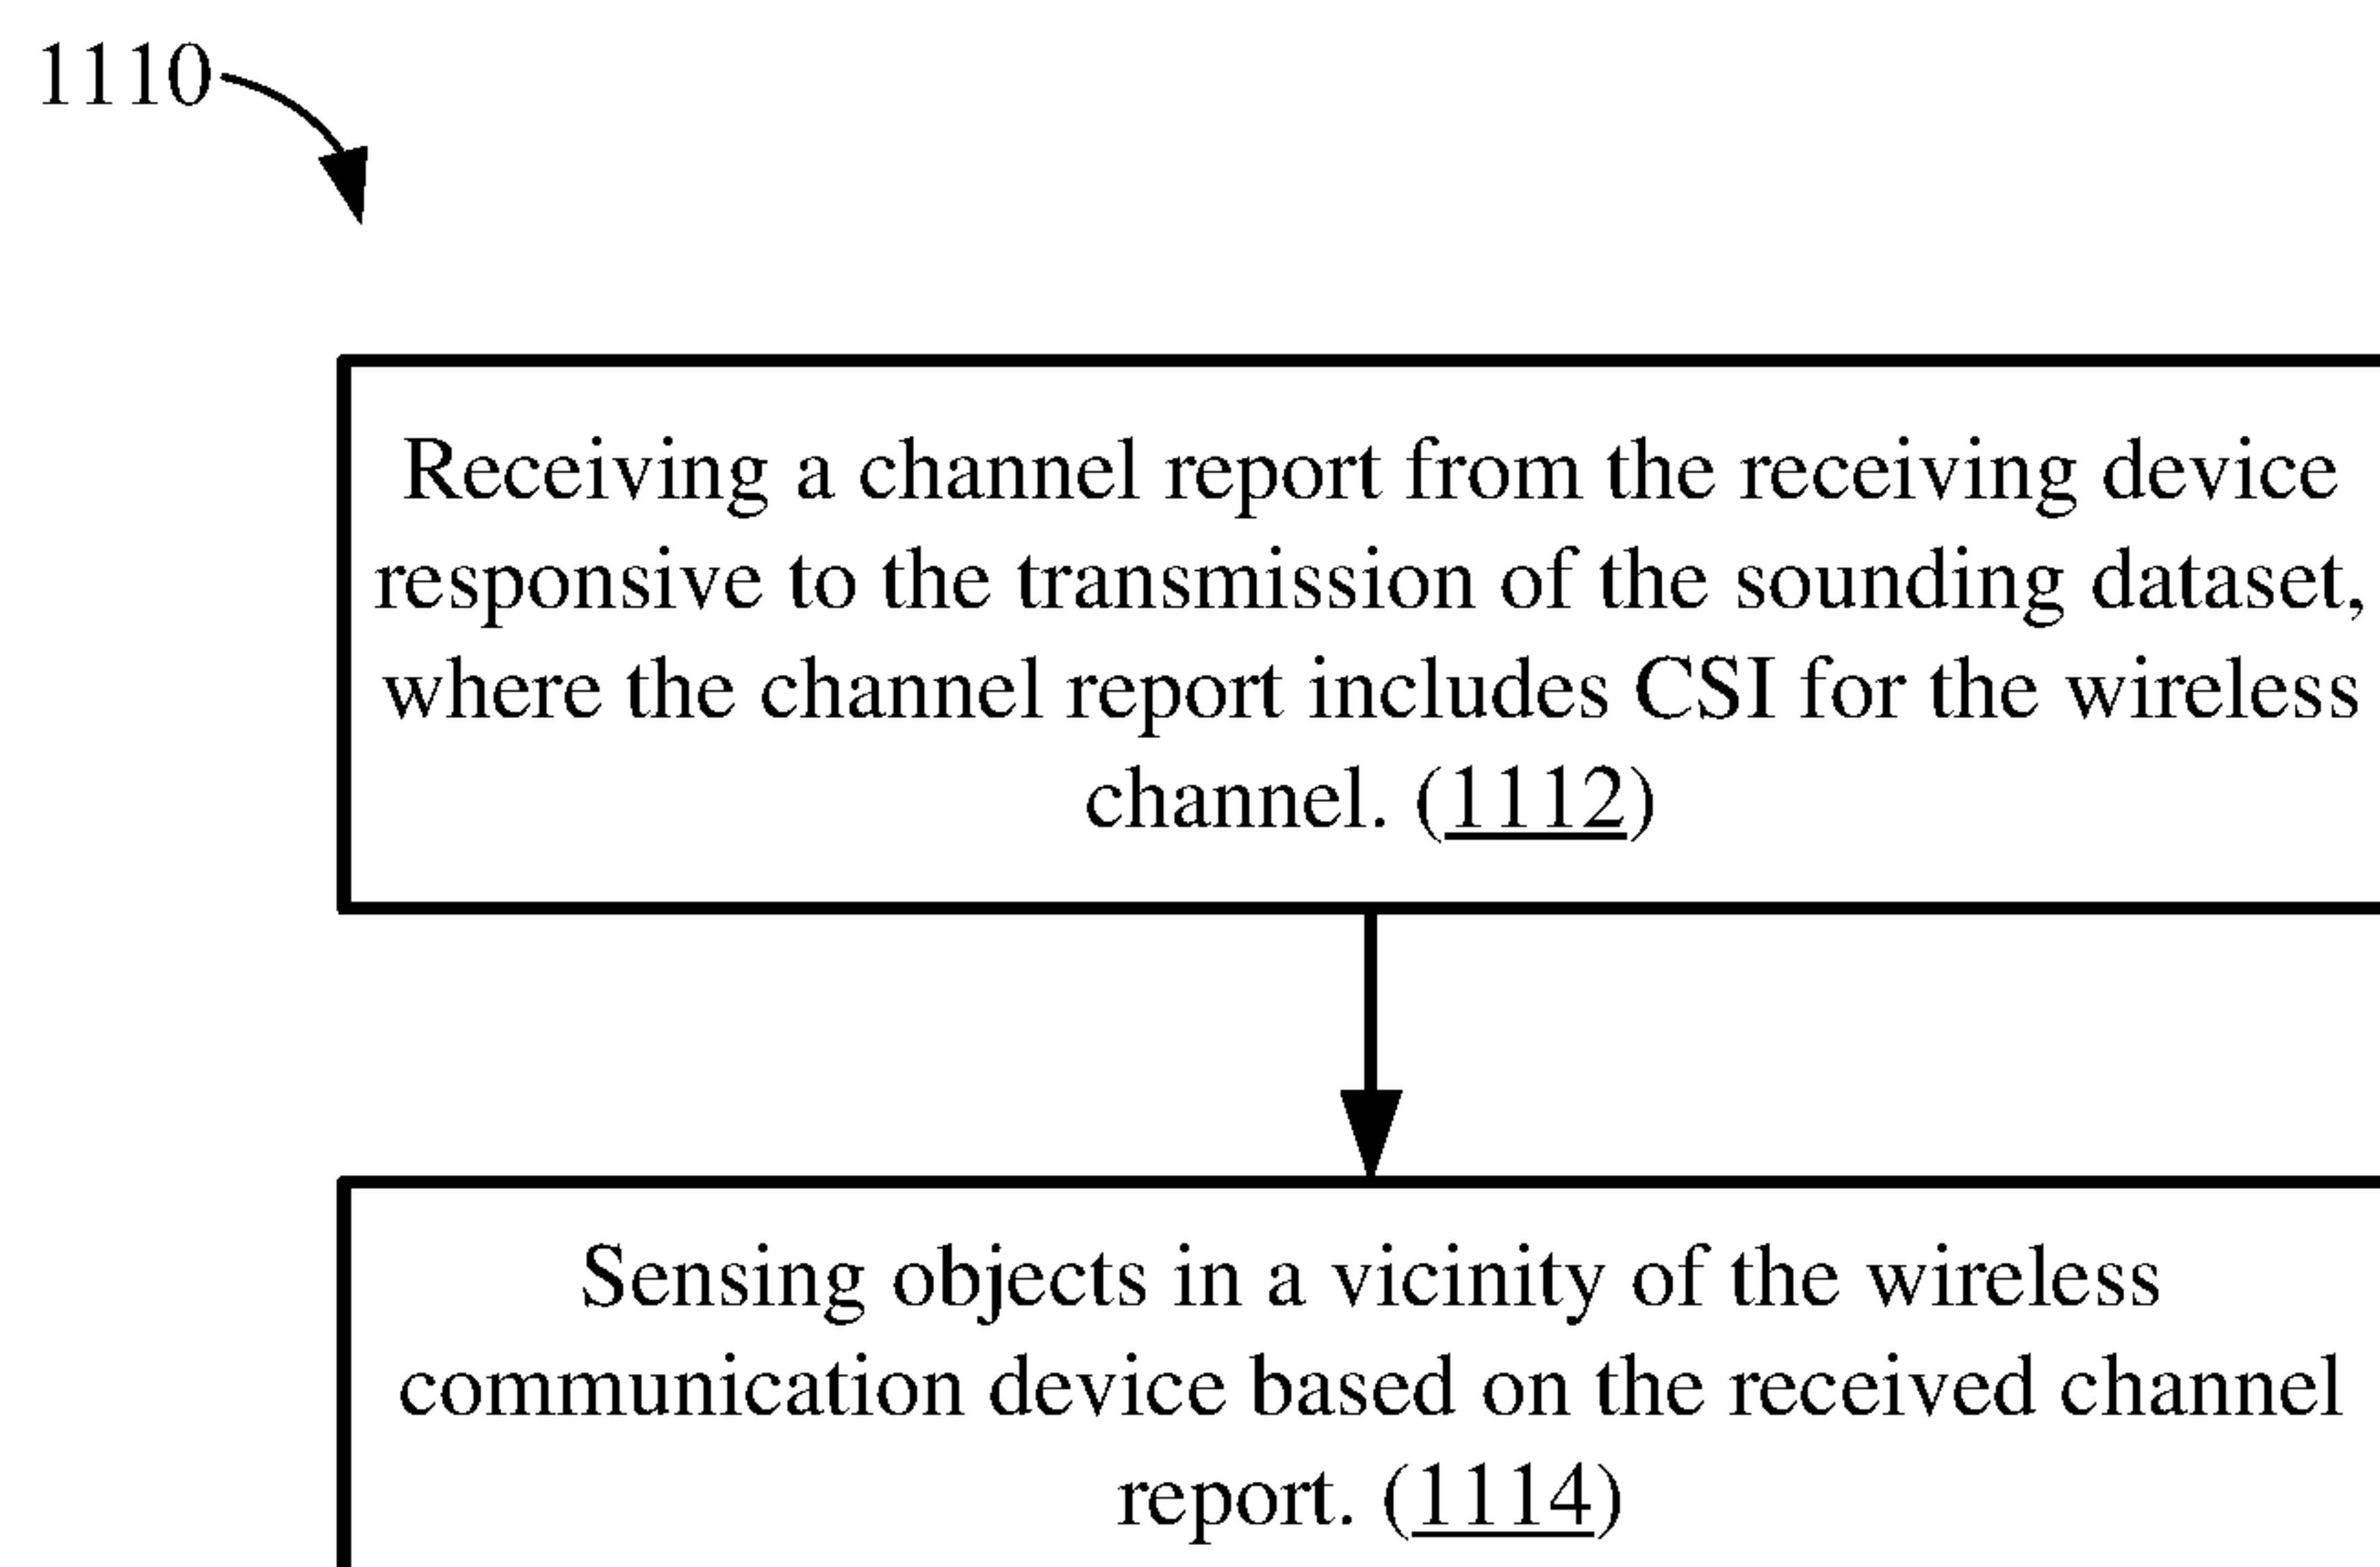 1110
Receiving a channel report from the receiving device
responsive to the transmission of the sounding dataset,
where the channel report includes CSI for the wireless
channel. (1112)
Sensing objects in a vicinity of the wireless
communication device based on the received channel
report. (1114)